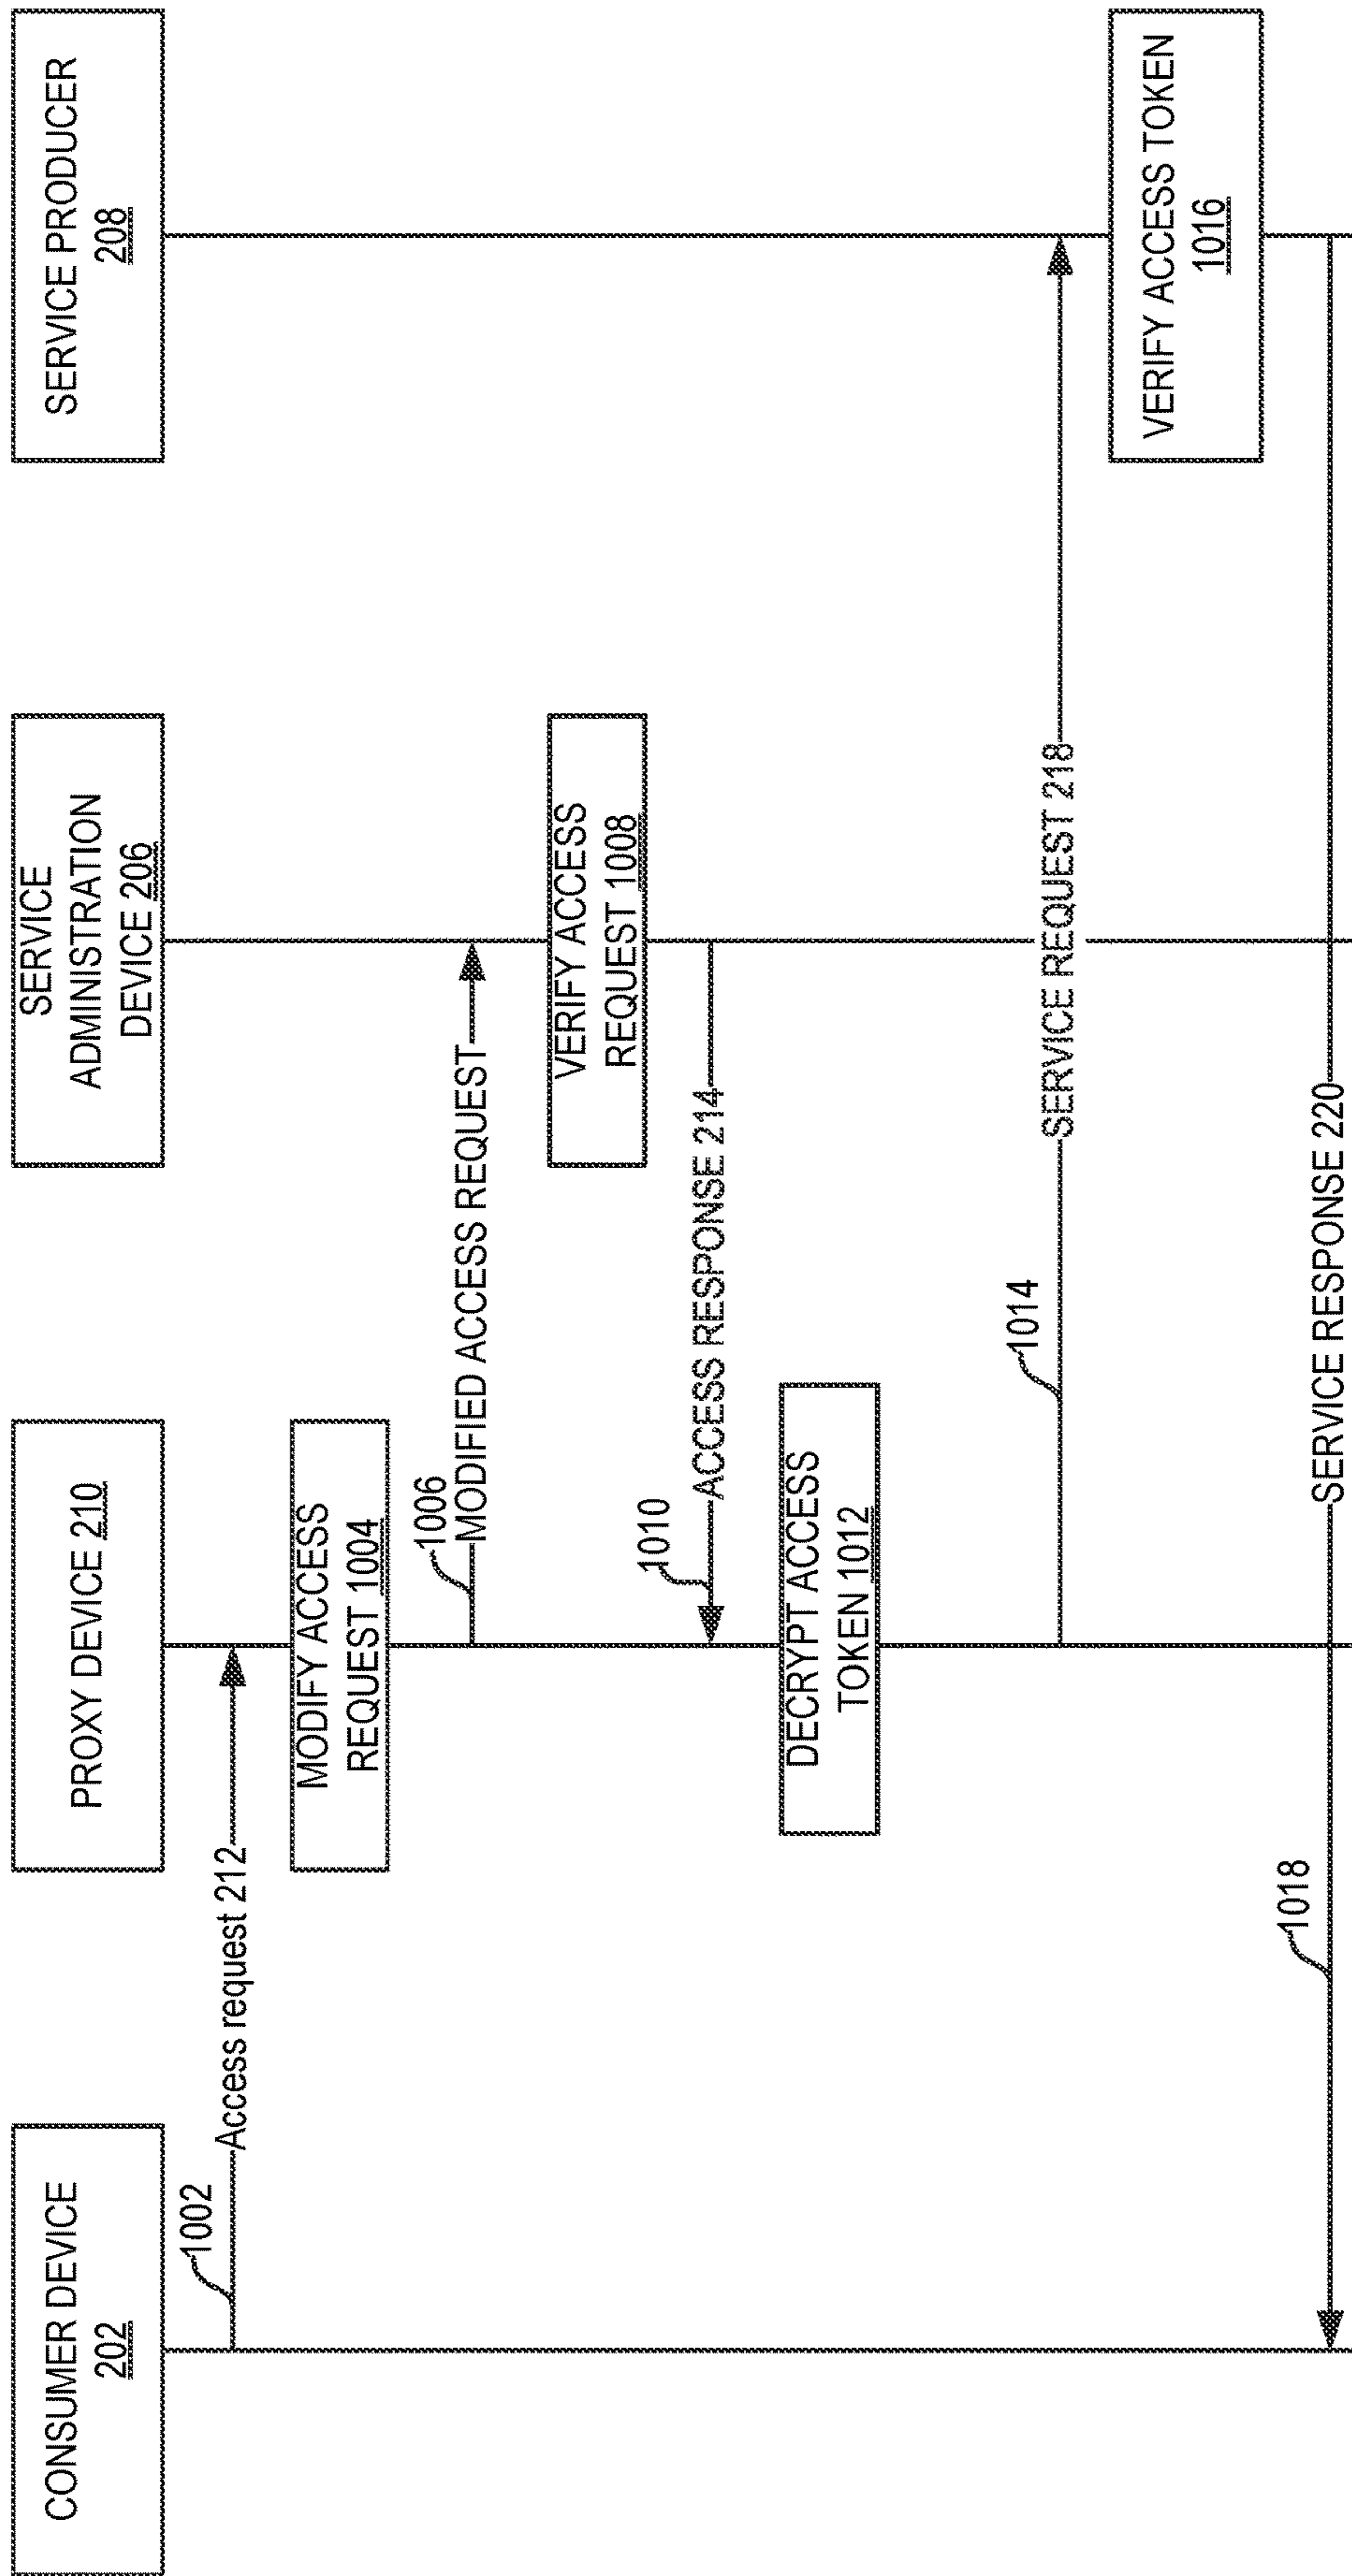 CONSUMER DEVICE
202
PROXY DEVICE 210
SERVICE
ADMINISTRATION
DEVICE 206
SERVICE PRODUCER
208
1002
Access request 212
MODIFY ACCESS
REQUEST 1004
1006
MODIFIED ACCESS REQUEST
VERIFY ACCESS
REQUEST 1008
1010
ACCESS RESPONSE 214
DECRYPT ACCESS
TOKEN 1012
1014
SERVICE REQUEST 218
VERIFY ACCESS TOKEN
1016
1018
SERVICE RESPONSE 220